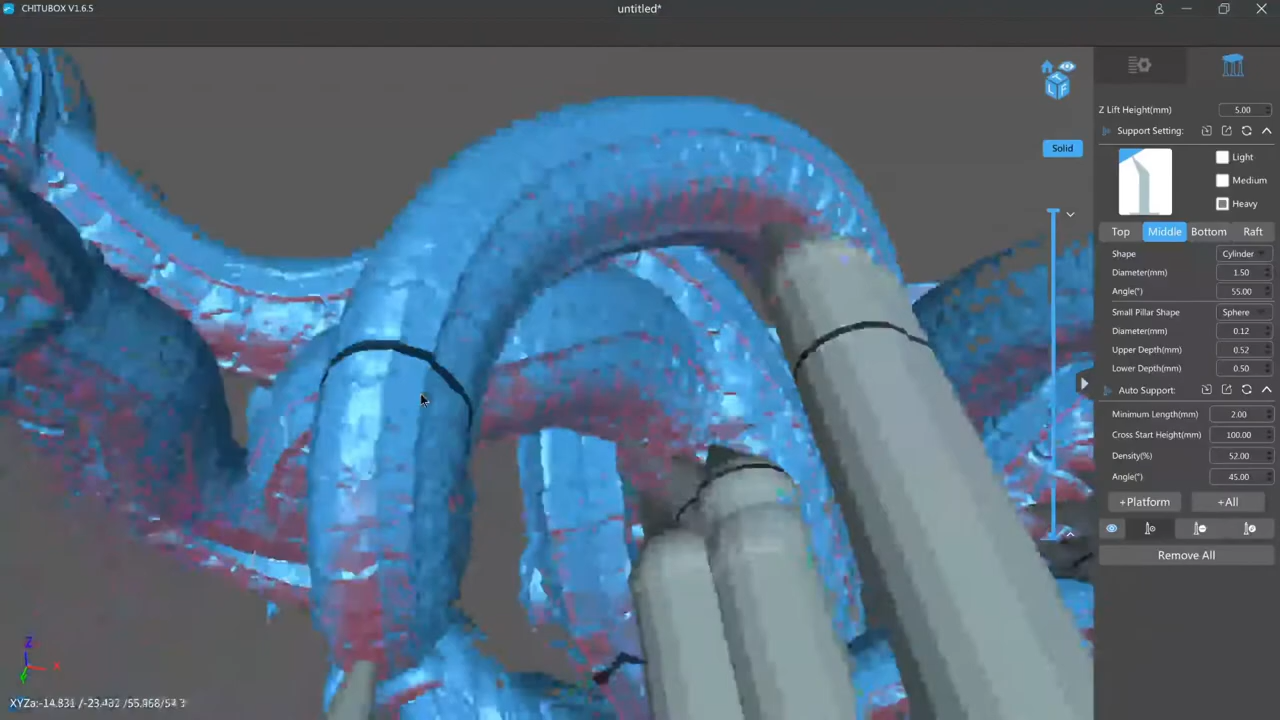 CHITUBOX V1.6.5
untitled*
Z Lift Height(mm) 5.00
Support Setting:
Light
Medium
Heavy
Solid
Top Middle Bottom Raft
Shape Cylinder
Diameter(mm) 1.50
Angle(°) 55.00
Small Pillar Shape Sphere
Diameter(mm) 0.12
Upper Depth(mm) 0.52
Lower Depth(mm) 0.50
Auto Support:
Minimum Length(mm) 2.00
Cross Start Height(mm) 100.00
Density(%) 52.00
Angle(°) 45.00
+Platform +All
Remove All
Z
X
L F